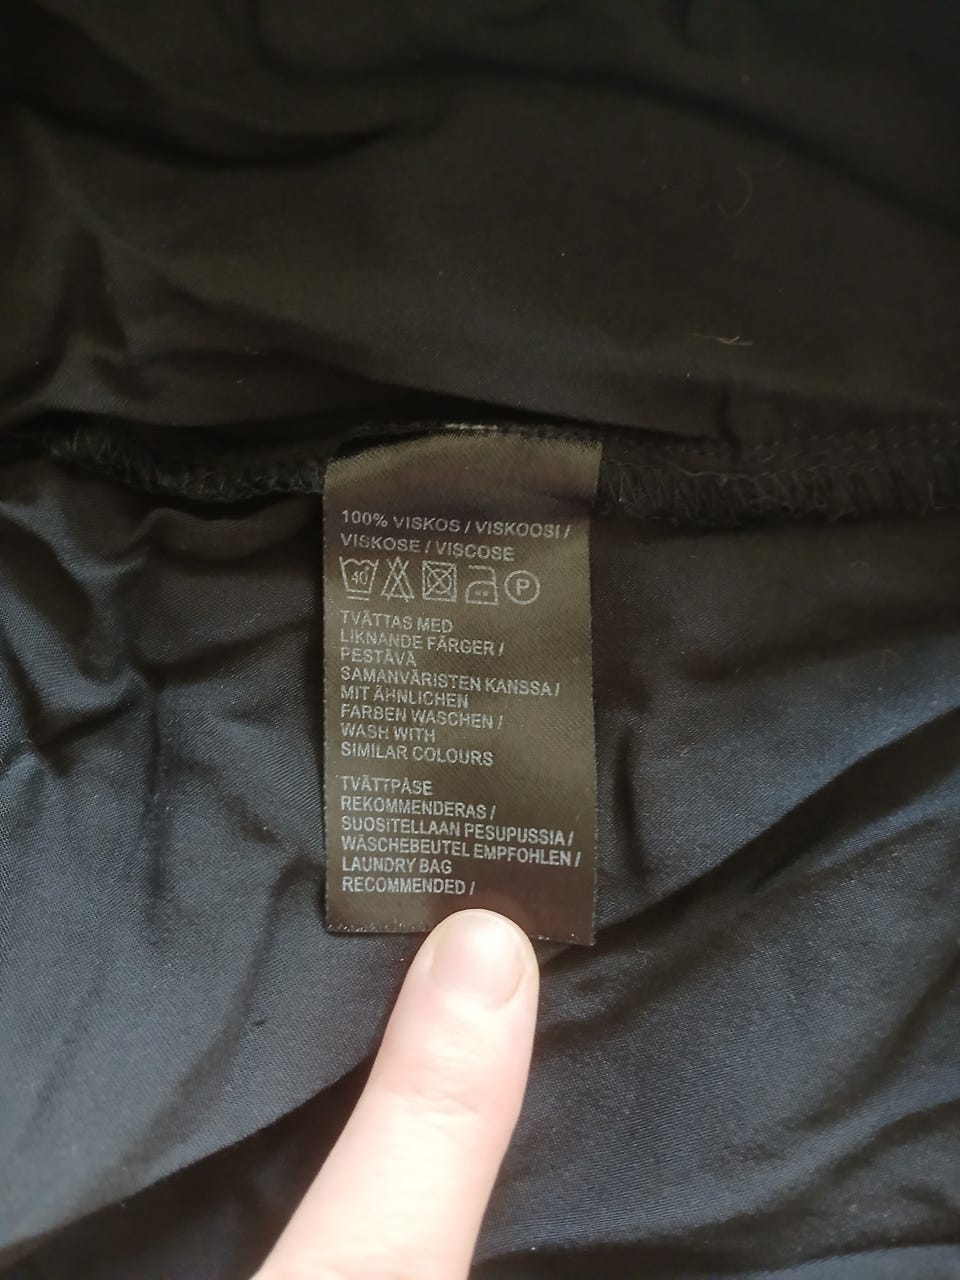 100% VISKOS / VISKOOSI /
VISKOSE / VISCOSE
40 P
TVÄTTAS MED
LIKNANDE FÄRGER /
PESTÄVÄ
SAMANVÄRISTEN KANSSA /
MIT ÄHNLICHEN
FARBEN WASCHEN /
WASH WITH
SIMILAR COLOURS
TVÄTTPÅSE
REKOMMENDERAS /
SUOSITELLAAN PESUPUSSIA /
WÄSCHEBEUTEL EMPFOHLEN /
LAUNDRY BAG
RECOMMENDED /